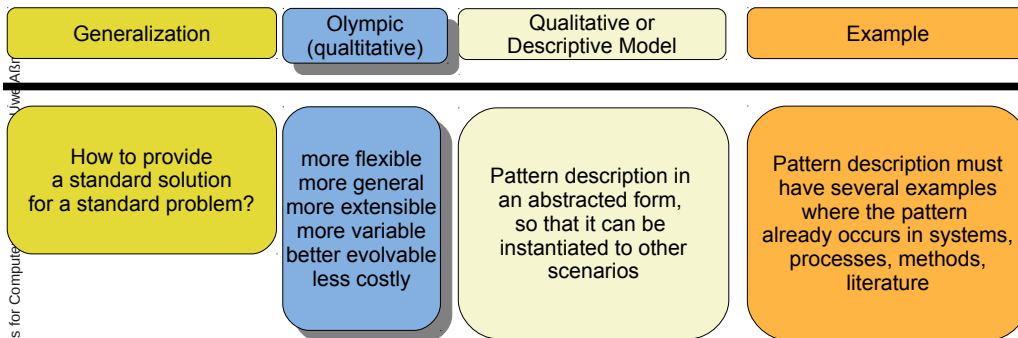 Generalization
Olympic
(qualtitative)
Qualitative or
Descriptive Model
Example
How to provide
a standard solution
for a standard problem?
more flexible
more general
more extensible
more variable
better evolvable
less costly
Pattern description in
an abstracted form,
so that it can be
instantiated to other
scenarios
Pattern description must
have several examples
where the pattern
already occurs in systems,
processes, methods,
literature
s for Compute
Uwe